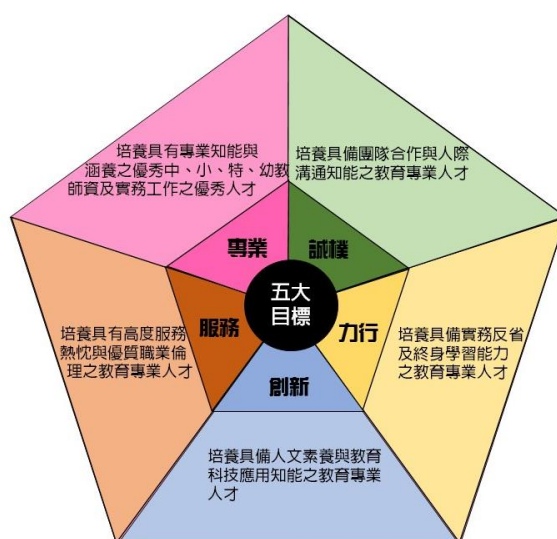 培養具有專業知能與
涵養之優秀中、小、特、幼教
師資及實務工作之優秀人才
培養具備團隊合作與人際
溝通知能之教育專業人才
專業
誠樸
五大
目標
服務
力行
創新
培養具有高度服務
熱忱與優質職業倫
理之教育專業人才
培養具備實務反省
及終身學習能力
之教育專業人才
培養具備人文素養與教育
科技應用知能之教育專業
人才